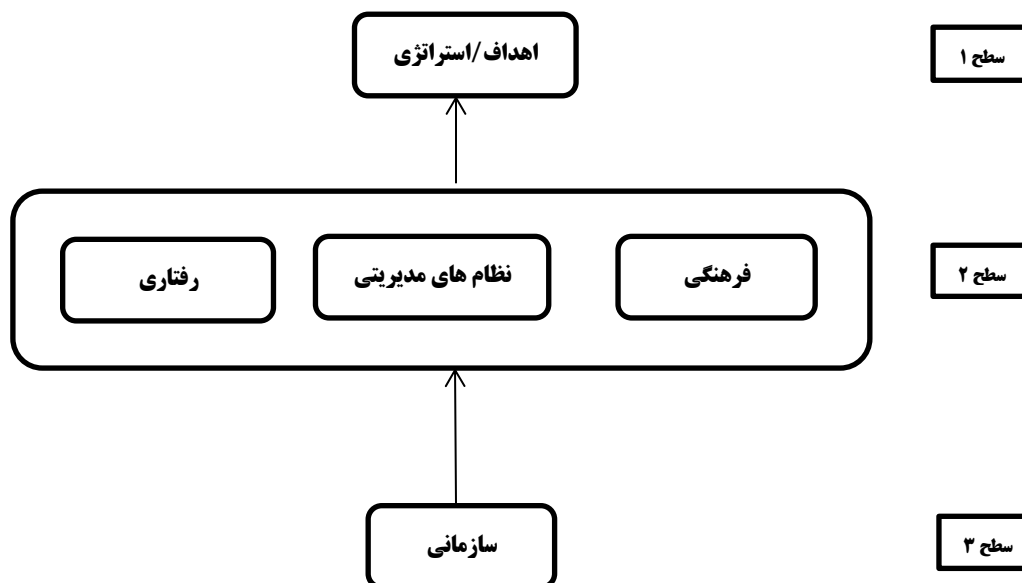 اهداف/استراتژی
سطح ۱
فرهنگی
نظام های مدیریتی
رفتاری
سطح ۲
سازمانی
سطح ۳